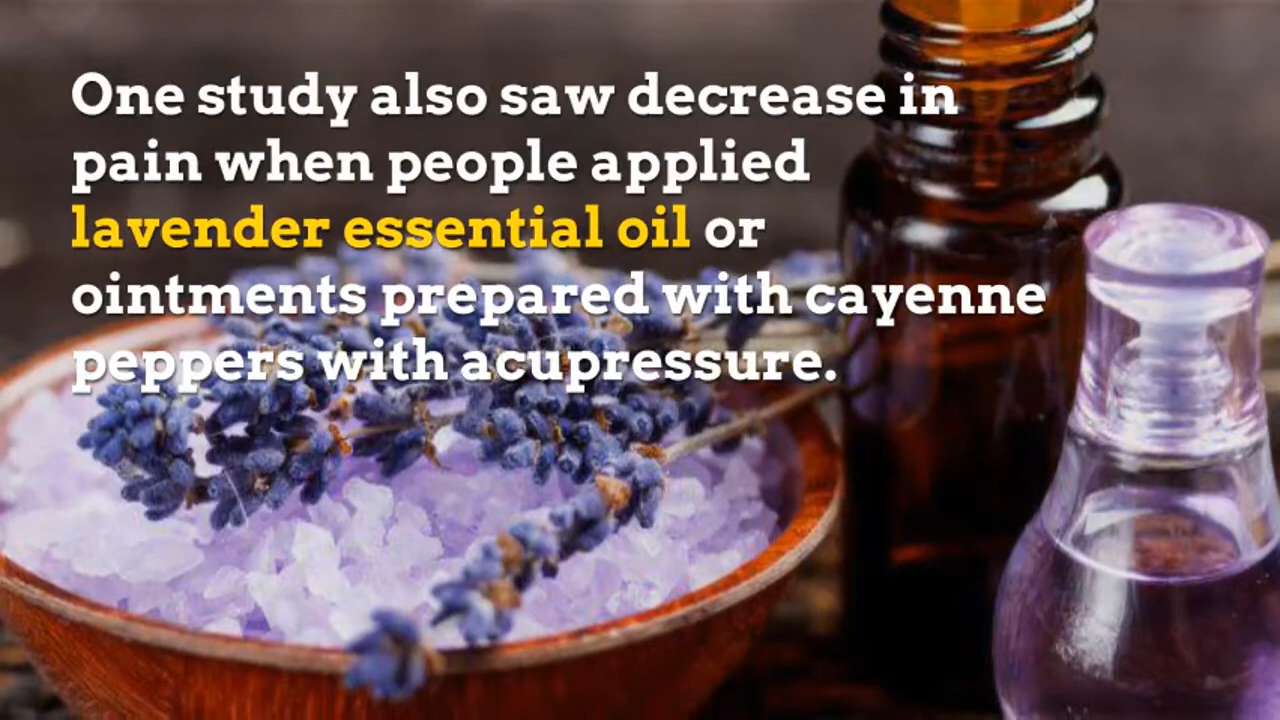 One study also saw decrease in
pain when people applied
lavender essential oil or
ointments prepared with cayenne
peppers with acupressure.